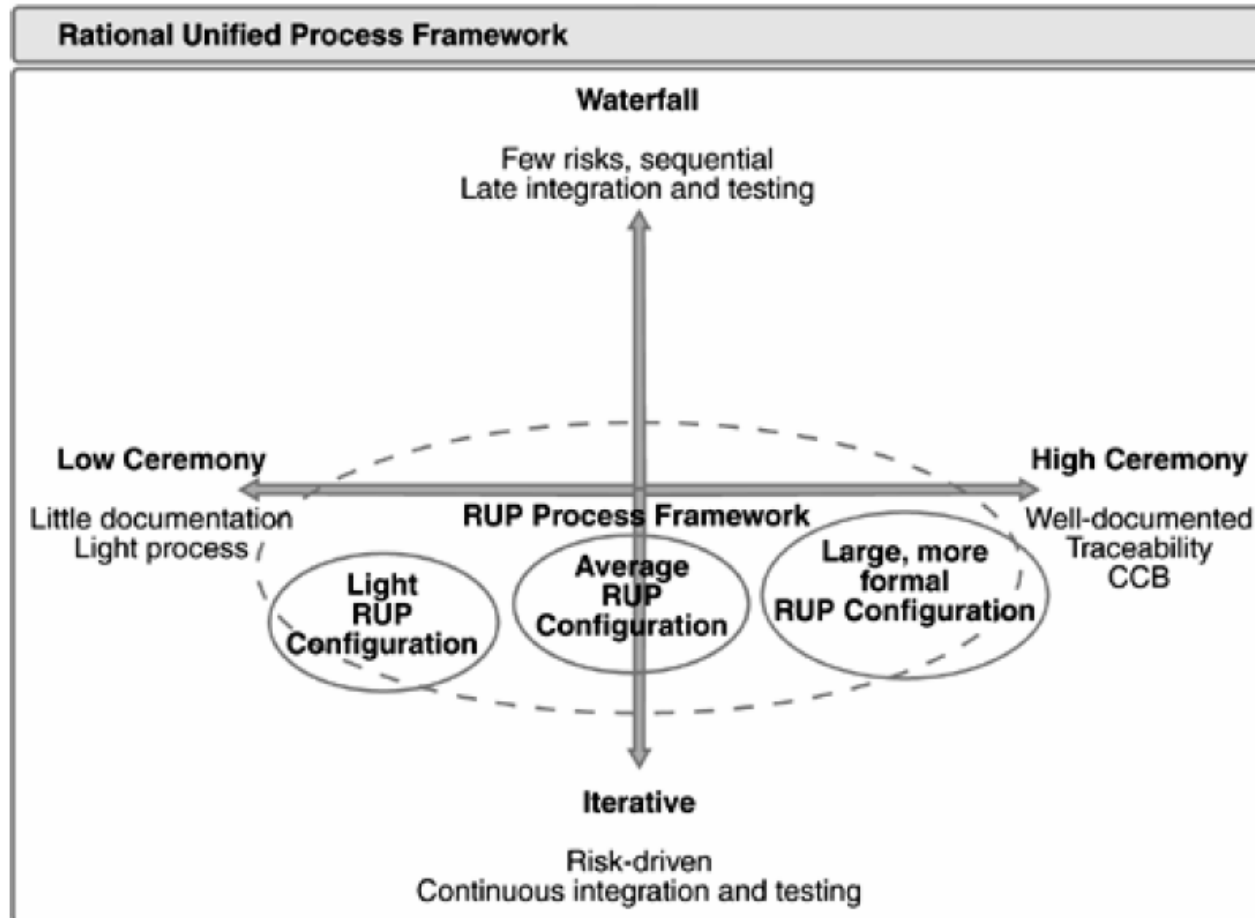 Rational Unified Process Framework
Waterfall
Few risks, sequential
Late integration and testing
Low Ceremony
Little documentation
Light process
High Ceremony
Well-documented
Traceability
CCB
RUP Process Framework
Light
RUP
Configuration
Average
RUP
Configuration
Large, more
formal
RUP Configuration
Iterative
Risk-driven
Continuous integration and testing